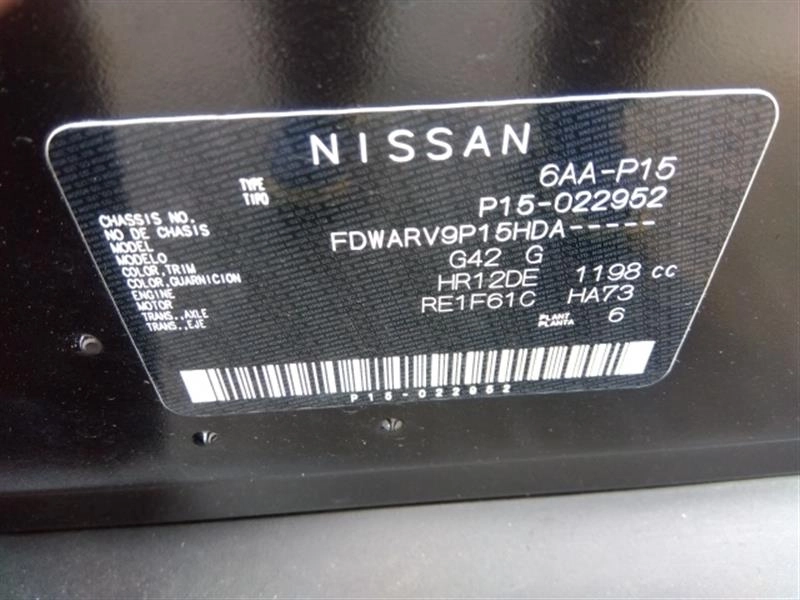 NISSAN
TYPE 6AA-P15
TIPO
CHASSIS NO. P15-022952
NO DE CHASIS
MODEL FDWARV9P15HDA-----
MODELO
COLOR,TRIM G42 G
COLOR,GUARNICION
ENGINE HR12DE 1198 cc
MOTOR
TRANS.,AXLE RE1F61C HA73
TRANS.,EJE
PLANT 6
PLANTA
P15-022952